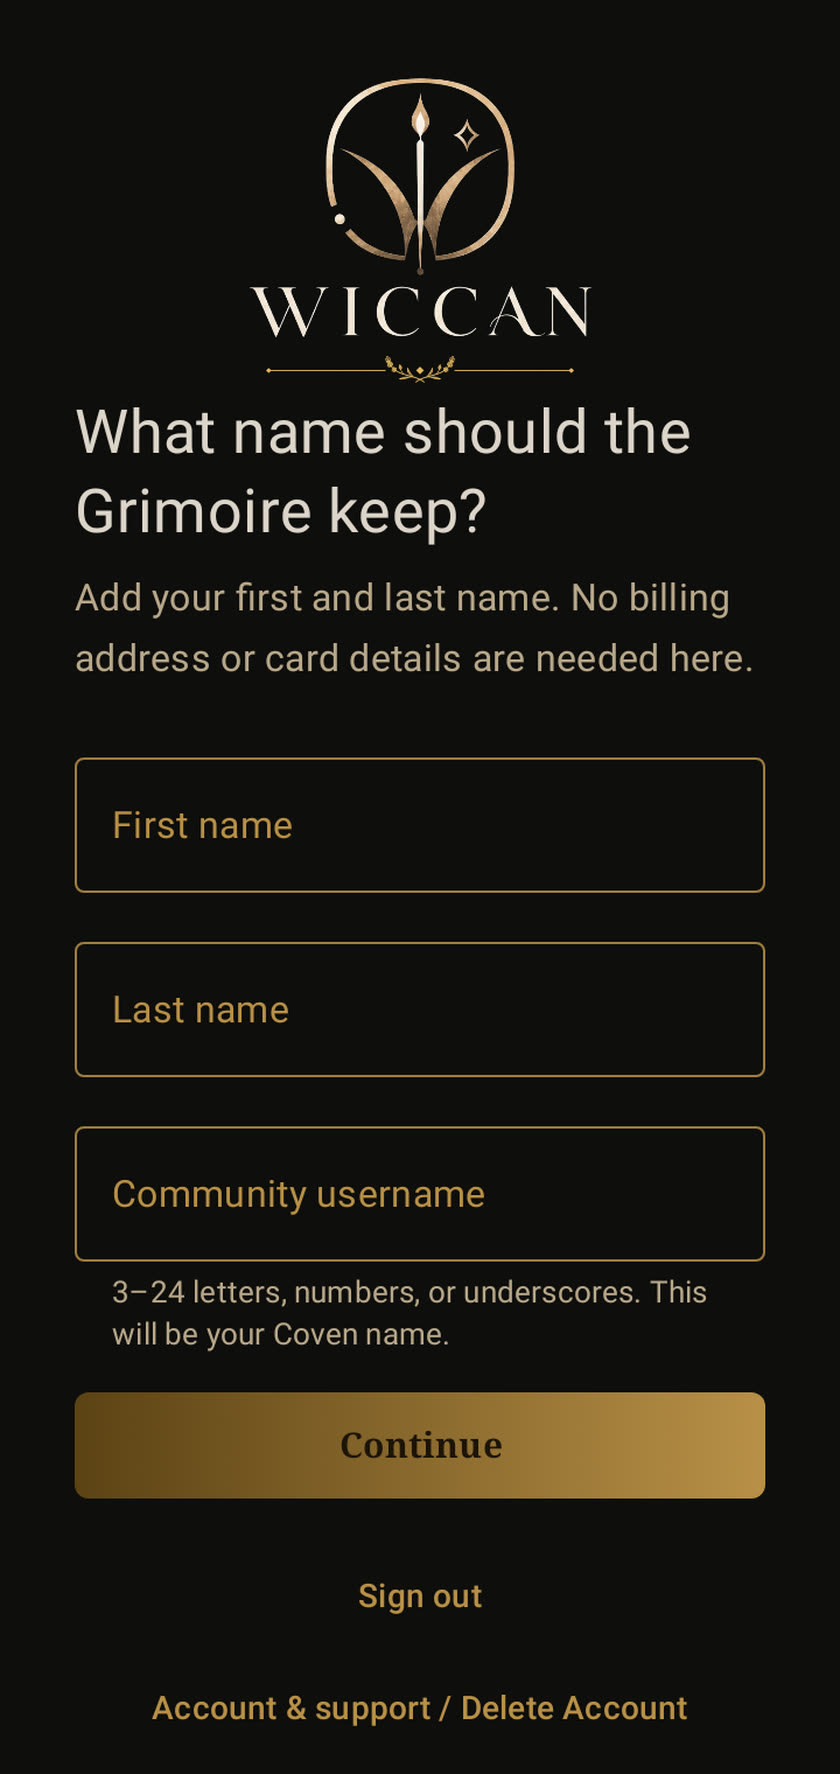 WICCAN
What name should the
Grimoire keep?
Add your first and last name. No billing
address or card details are needed here.
First name
Last name
Community username
3–24 letters, numbers, or underscores. This
will be your Coven name.
Continue
Sign out
Account & support / Delete Account